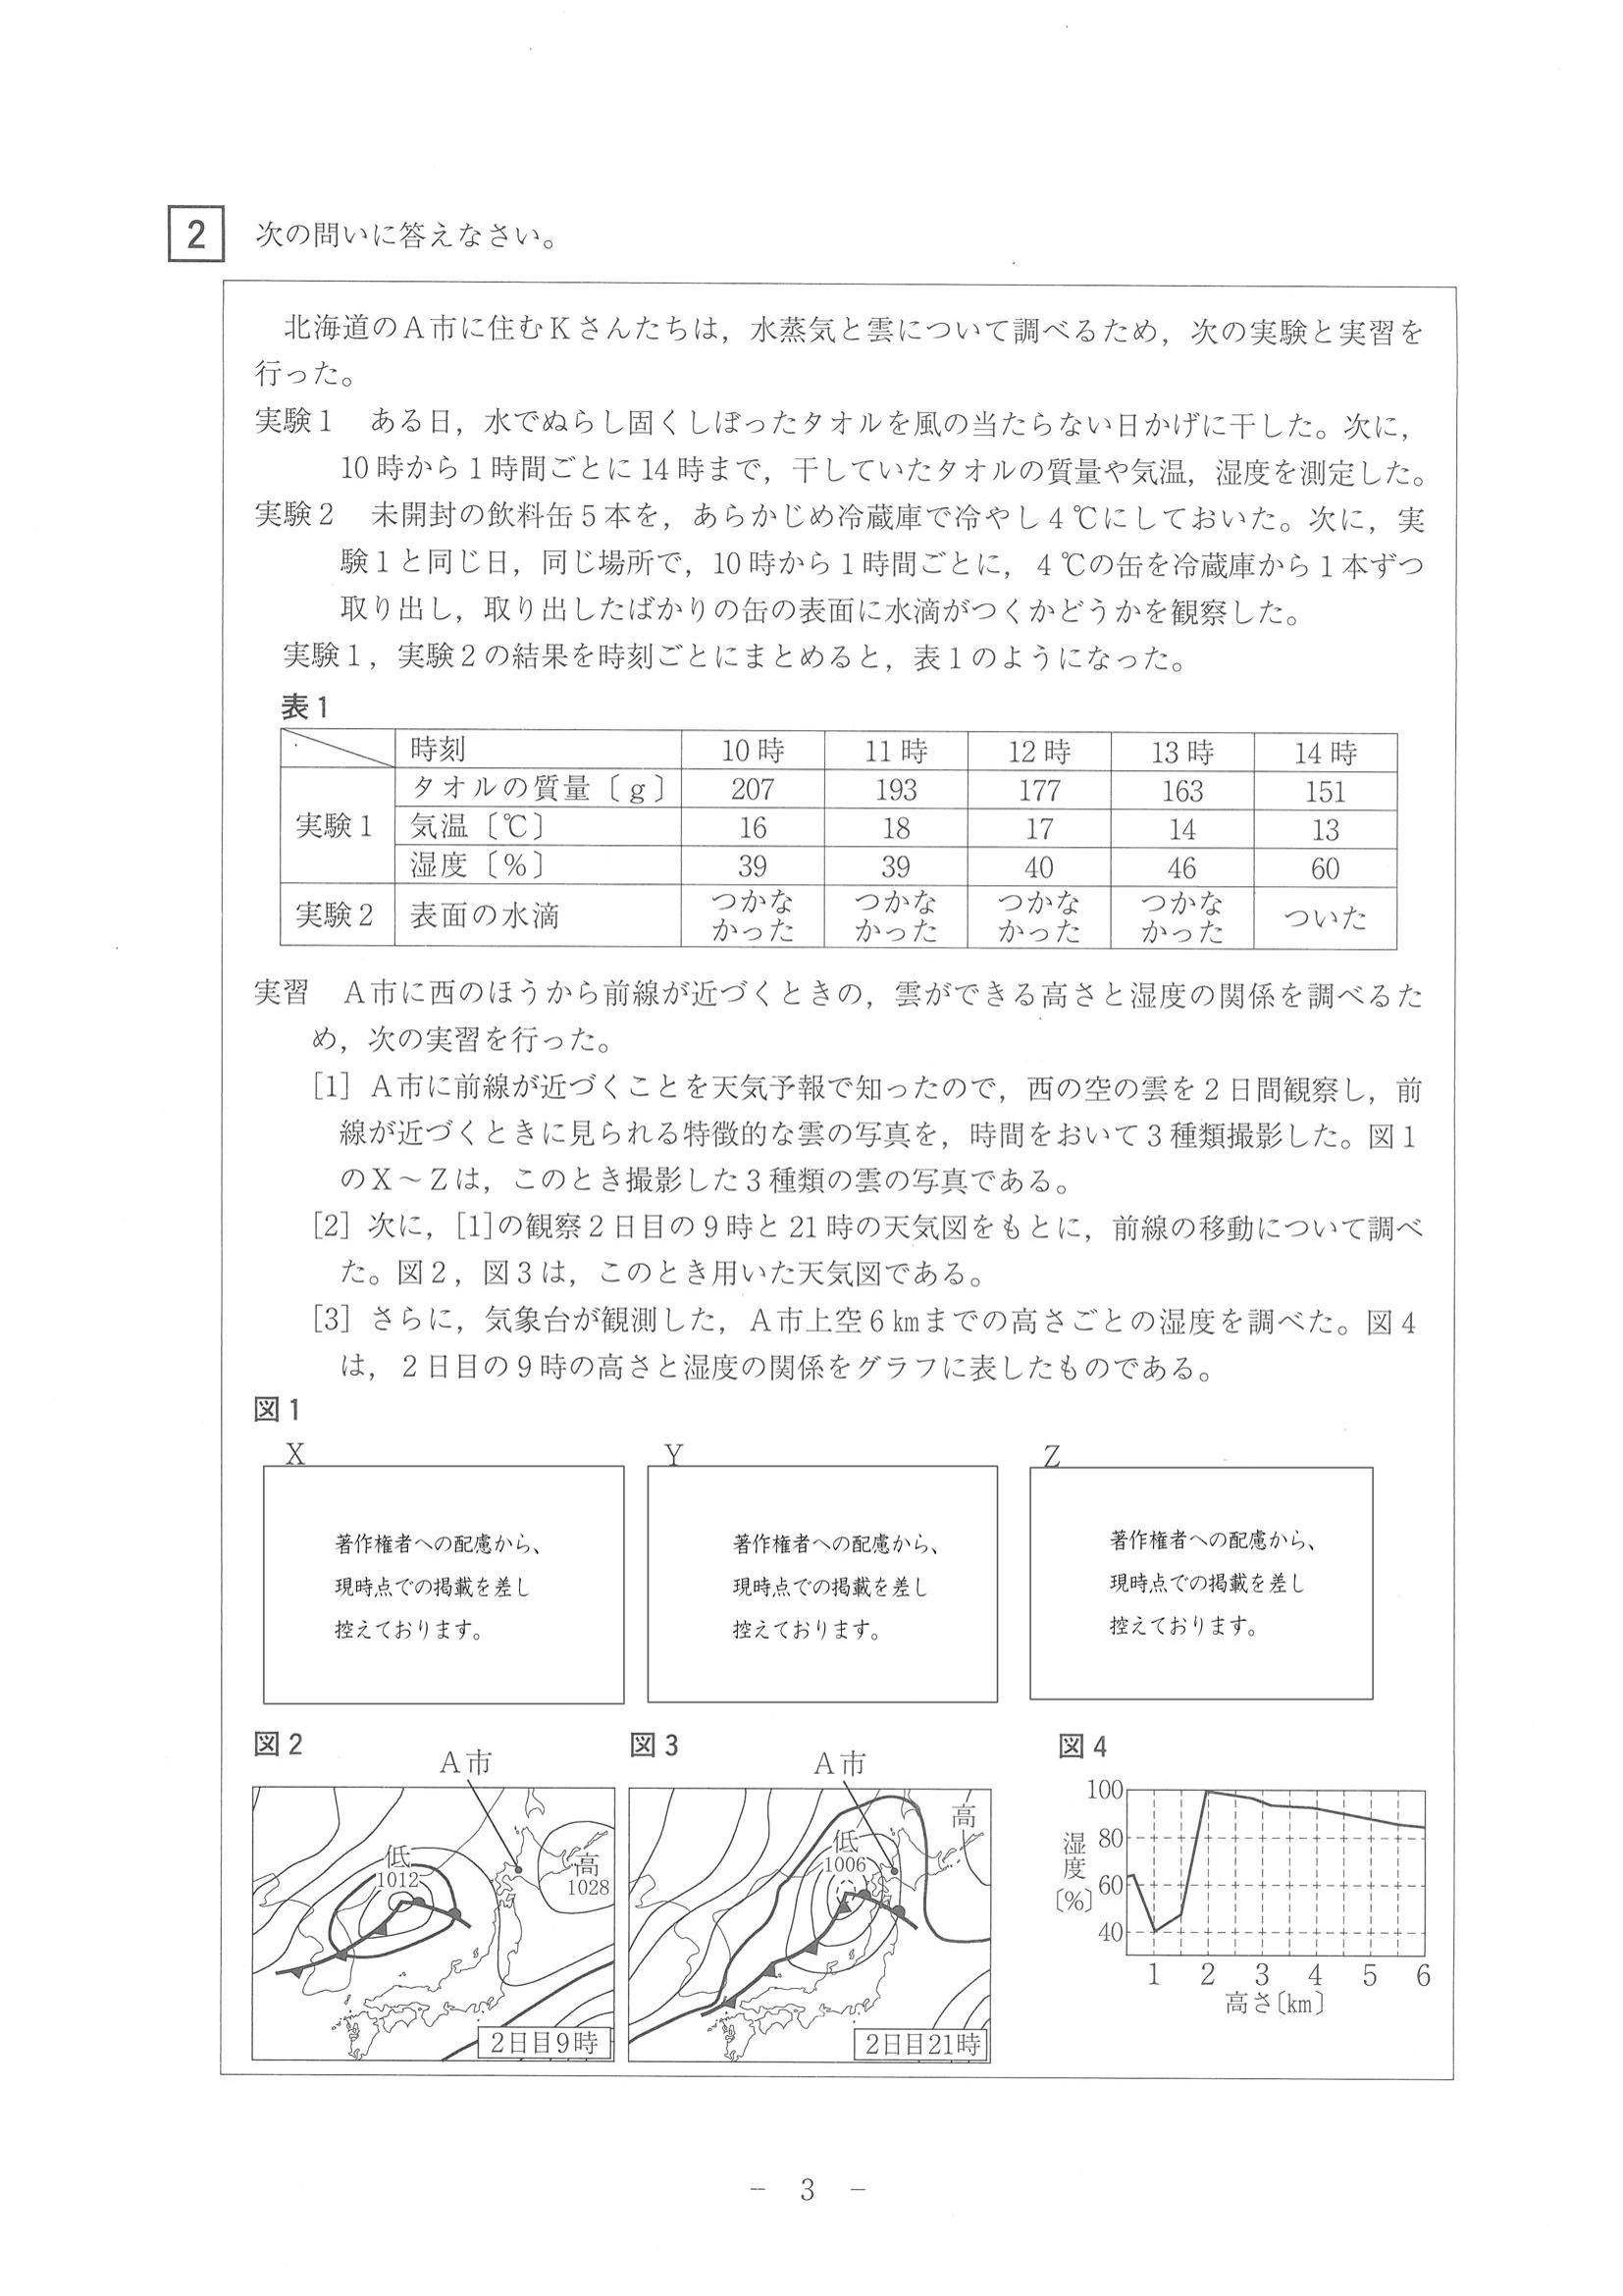 2 次の問いに答えなさい。
北海道のA市に住むKさんたちは，水蒸気と雲について調べるため，次の実験と実習を
行った。
実験1　ある日，水でぬらし固くしぼったタオルを風の当たらない日かげに干した。次に，
10時から1時間ごとに14時まで，干していたタオルの質量や気温，湿度を測定した。
実験2　未開封の飲料缶5本を，あらかじめ冷蔵庫で冷やし4℃にしておいた。次に，実
験1と同じ日，同じ場所で，10時から1時間ごとに，4℃の缶を冷蔵庫から1本ずつ
取り出し，取り出したばかりの缶の表面に水滴がつくかどうかを観察した。
実験1，実験2の結果を時刻ごとにまとめると，表1のようになった。
表1
時刻 10時 11時 12時 13時 14時
実験1 タオルの質量〔g〕 207 193 177 163 151
気温〔℃〕 16 18 17 14 13
湿度〔％〕 39 39 40 46 60
実験2 表面の水滴 つかなかった つかなかった つかなかった つかなかった ついた
実習　A市に西のほうから前線が近づくときの，雲ができる高さと湿度の関係を調べるた
め，次の実習を行った。
[1] A市に前線が近づくことを天気予報で知ったので，西の空の雲を2日間観察し，前
線が近づくときに見られる特徴的な雲の写真を，時間をおいて3種類撮影した。図1
のX～Zは，このとき撮影した3種類の雲の写真である。
[2] 次に，[1]の観察2日目の9時と21時の天気図をもとに，前線の移動について調べ
た。図2，図3は，このとき用いた天気図である。
[3] さらに，気象台が観測した，A市上空6kmまでの高さごとの湿度を調べた。図4
は，2日目の9時の高さと湿度の関係をグラフに表したものである。
図1
X
著作権者への配慮から、
現時点での掲載を差し
控えております。
Y
著作権者への配慮から、
現時点での掲載を差し
控えております。
Z
著作権者への配慮から、
現時点での掲載を差し
控えております。
図2
A市
低
1012
高
1028
2日目9時
図3
A市
高
低
1006
2日目21時
図4
100
80
60
40
湿度〔％〕
1 2 3 4 5 6
高さ〔km〕
－ 3 －